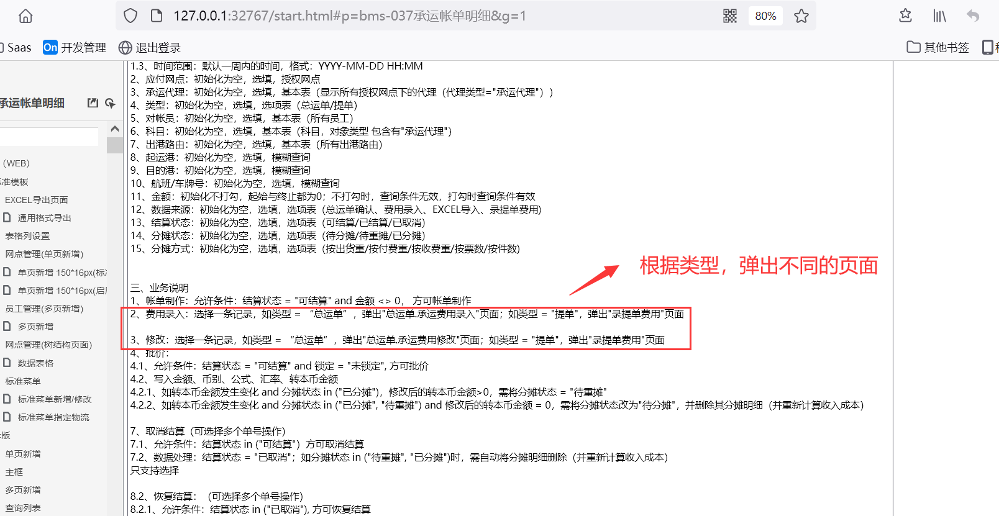 127.0.0.1:32767/start.html#p=bms-037承运帐单明细&g=1
80%
Saas
On 开发管理
退出登录
其他书签
承运帐单明细
(WEB)
准模板
EXCEL导出页面
通用格式导出
表格列设置
网点管理(单页新增)
单页新增 150*16px(标准
单页新增 150*16px(启用
员工管理(多页新增)
多页新增
网点管理(树结构页面)
数据表格
标准菜单
标准菜单新增/修改
标准菜单指定物流
版
单页新增
主框
多页新增
查询列表
1.3、时间范围：默认一周内的时间，格式：YYYY-MM-DD HH:MM
2、应付网点：初始化为空，选填，授权网点
3、承运代理：初始化为空，选填，基本表（显示所有授权网点下的代理（代理类型="承运代理"））
4、类型：初始化为空，选填，选项表（总运单/提单）
5、对帐员：初始化为空，选填，基本表（所有员工）
6、科目：初始化为空，选填，基本表（科目，对象类型 包含有"承运代理"）
7、出港路由：初始化为空，选填，基本表（所有出港路由）
8、起运港：初始化为空，选填，模糊查询
9、目的港：初始化为空，选填，模糊查询
10、航班/车牌号：初始化为空，选填，模糊查询
11、金额：初始化不打勾，起始与终止都为0；不打勾时，查询条件无效，打勾时查询条件有效
12、数据来源：初始化为空，选填，选项表（总运单确认、费用录入、EXCEL导入、录提单费用)
13、结算状态：初始化为空，选填，选项表（可结算/已结算/已取消）
14、分摊状态：初始化为空，选填，选项表（待分摊/待重摊/已分摊）
15、分摊方式：初始化为空，选填，选项表（按出货重/按付费重/按收费重/按票数/按件数)
根据类型，弹出不同的页面
三、业务说明
1、帐单制作：允许条件：结算状态 = "可结算" and 金额 <> 0， 方可帐单制作
2、费用录入：选择一条记录，如类型 = “总运单”，弹出"总运单.承运费用录入"页面；如类型 = "提单"，弹出"录提单费用"页面
3、修改：选择一条记录，如类型 = “总运单”，弹出"总运单.承运费用修改"页面；如类型 = "提单"，弹出"录提单费用"页面
4、批价：
4.1、允许条件：结算状态 = "可结算" and 锁定 = "未锁定", 方可批价
4.2、写入金额、币别、公式、汇率、转本币金额
4.2.1、如转本币金额发生变化 and 分摊状态 in ("已分摊")，修改后的转本币金额>0，需将分摊状态 = "待重摊"
4.2.2、如转本币金额发生变化 and 分摊状态 in ("已分摊", "待重摊") and 修改后的转本币金额 = 0，需将分摊状态改为"待分摊"，并删除其分摊明细（并重新计算收入成本）
7、取消结算（可选择多个单号操作）
7.1、允许条件：结算状态 in ("可结算") 方可取消结算
7.2、数据处理：结算状态 = "已取消"；如分摊状态 in ("待重摊", "已分摊")时，需自动将分摊明细删除（并重新计算收入成本）
只支持选择
8.2、恢复结算：（可选择多个单号操作）
8.2.1、允许条件：结算状态 in ("已取消"), 方可恢复结算